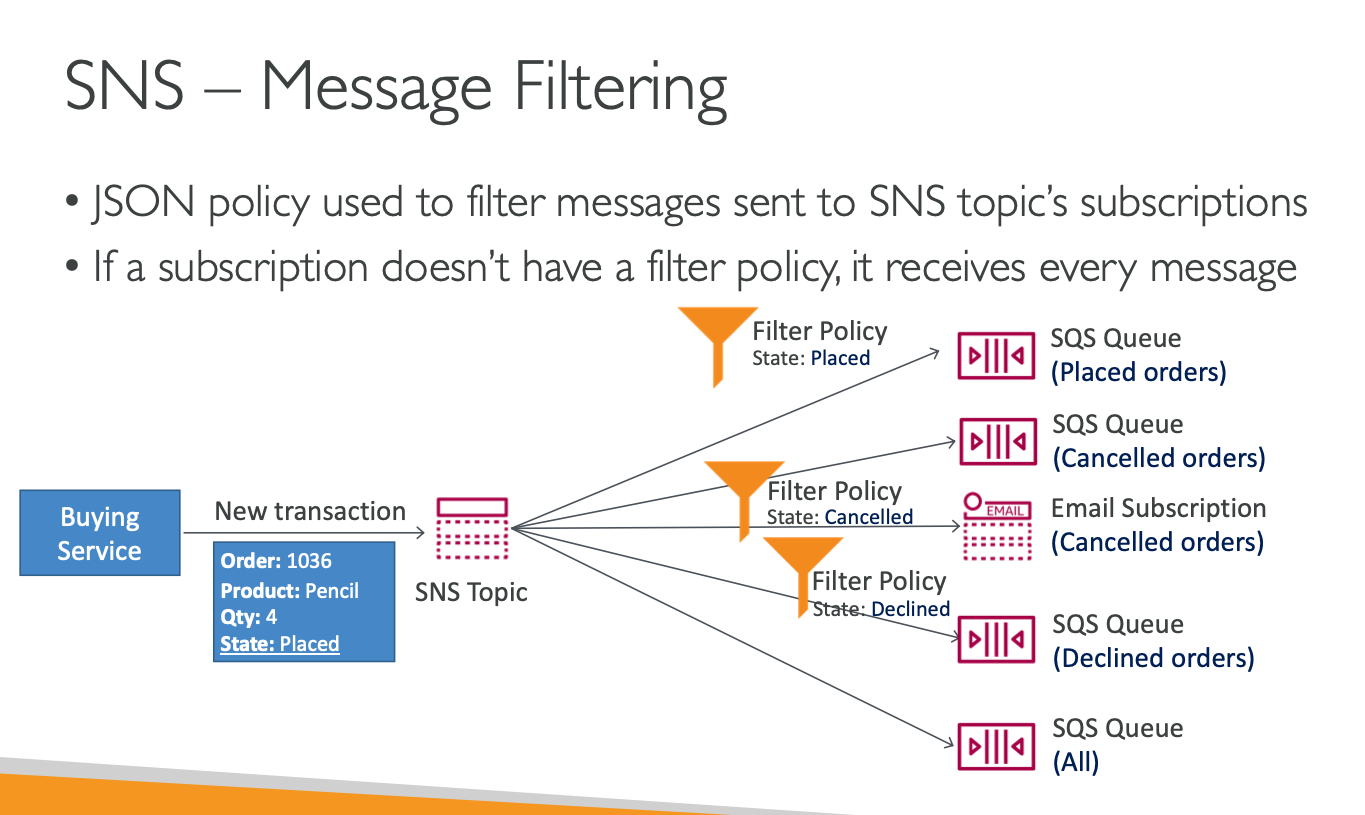 SNS – Message Filtering
• JSON policy used to filter messages sent to SNS topic’s subscriptions
• If a subscription doesn’t have a filter policy, it receives every message
Filter Policy
State: Placed
SQS Queue
(Placed orders)
SQS Queue
(Cancelled orders)
Filter Policy
State: Cancelled
EMAIL
Email Subscription
(Cancelled orders)
Buying
Service
New transaction
Order: 1036
Product: Pencil
Qty: 4
State: Placed
SNS Topic
Filter Policy
State: Declined
SQS Queue
(Declined orders)
SQS Queue
(All)